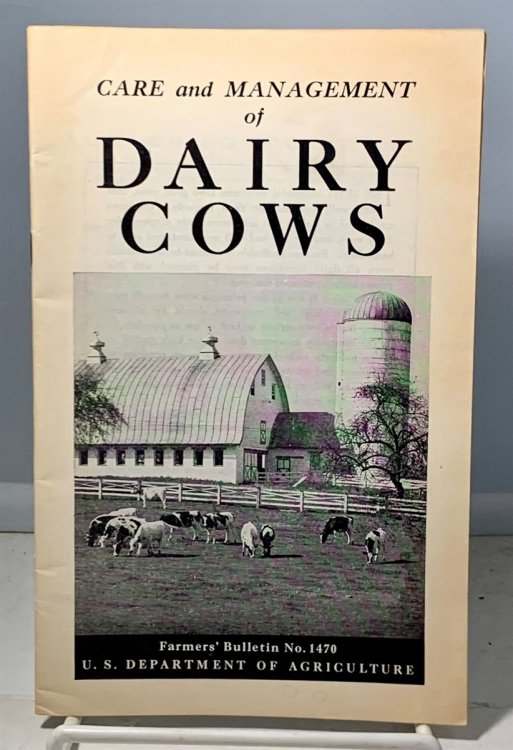 CARE and MANAGEMENT
of
DAIRY
COWS
Farmers' Bulletin No. 1470
U. S. DEPARTMENT OF AGRICULTURE